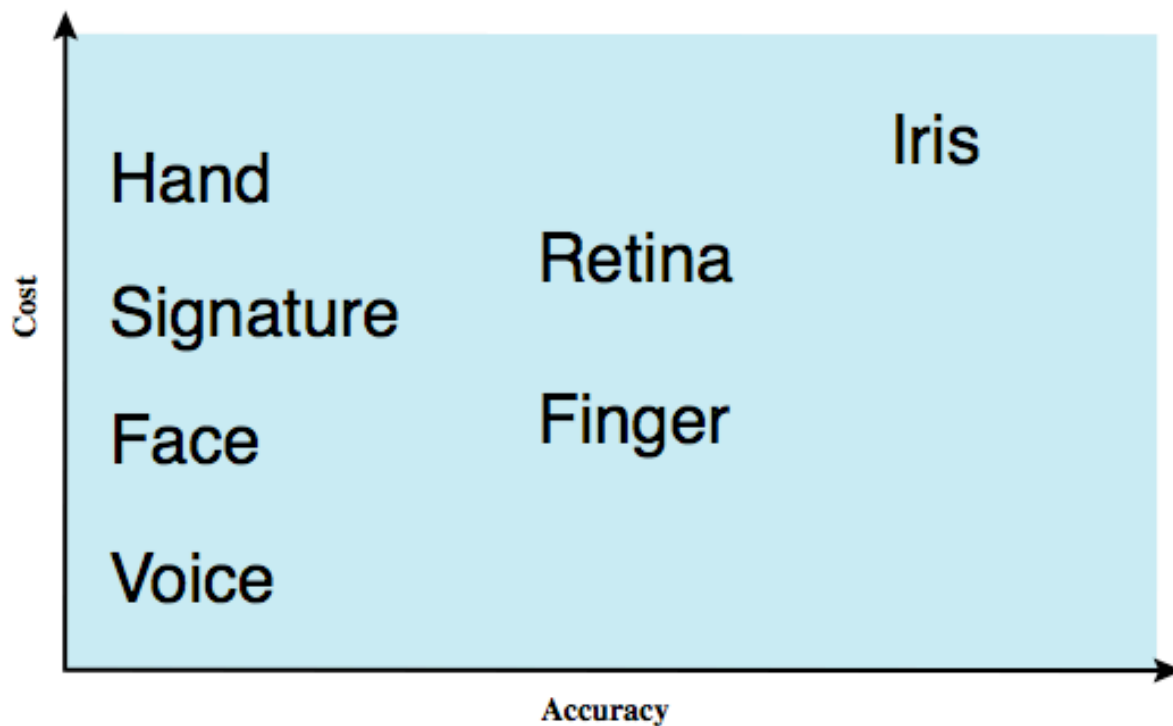 Iris
Hand
Retina
Signature
Finger
Face
Voice
Cost
Accuracy